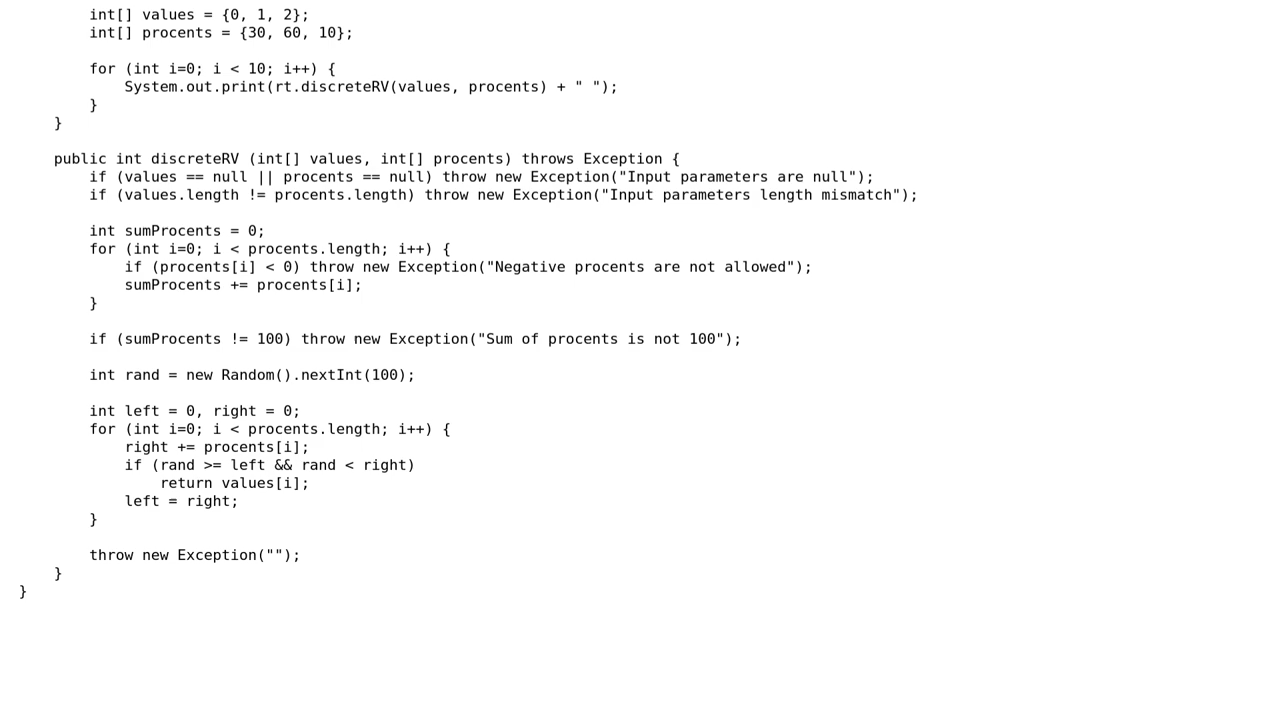 int[] values = {0, 1, 2};
int[] procents = {30, 60, 10};
for (int i=0; i < 10; i++) {
System.out.print(rt.discreteRV(values, procents) + " ");
}
}
public int discreteRV (int[] values, int[] procents) throws Exception {
if (values == null || procents == null) throw new Exception("Input parameters are null");
if (values.length != procents.length) throw new Exception("Input parameters length mismatch");
int sumProcents = 0;
for (int i=0; i < procents.length; i++) {
if (procents[i] < 0) throw new Exception("Negative procents are not allowed");
sumProcents += procents[i];
}
if (sumProcents != 100) throw new Exception("Sum of procents is not 100");
int rand = new Random().nextInt(100);
int left = 0, right = 0;
for (int i=0; i < procents.length; i++) {
right += procents[i];
if (rand >= left && rand < right)
return values[i];
left = right;
}
throw new Exception("");
}
}